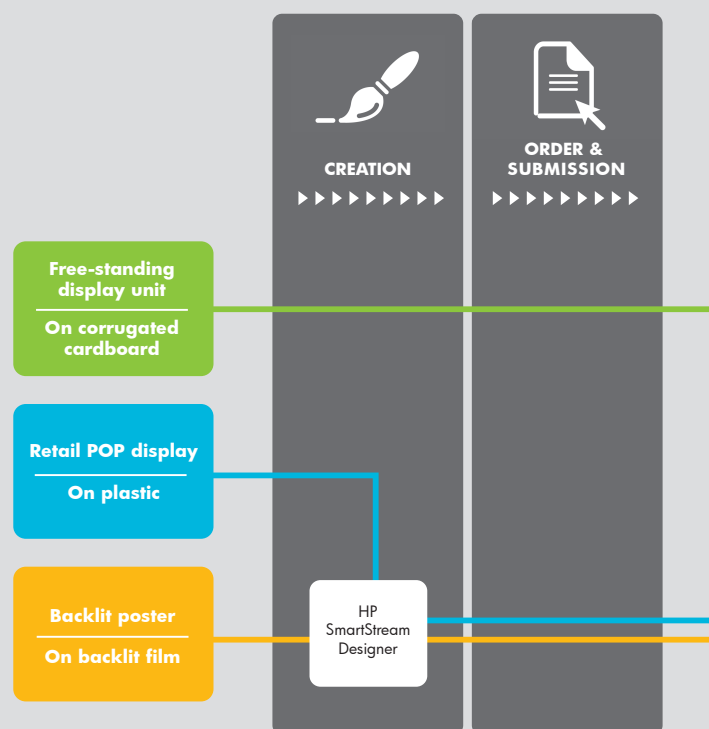 CREATION
ORDER &
SUBMISSION
Free-standing
display unit
On corrugated
cardboard
Retail POP display
On plastic
Backlit poster
On backlit film
HP
SmartStream
Designer